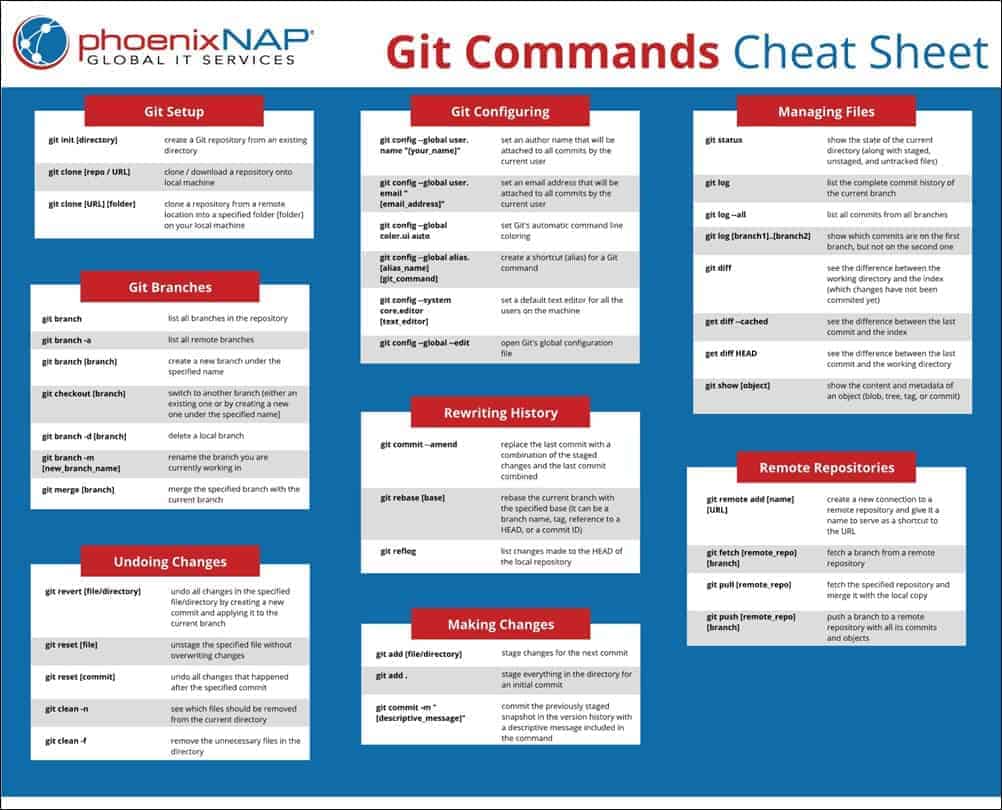 phoenixNAP®
GLOBAL IT SERVICES
Git Commands Cheat Sheet
Git Setup
git init [directory]
create a Git repository from an existing
directory
git clone [repo / URL]
clone / download a repository onto
local machine
git clone [URL] [folder]
clone a repository from a remote
location into a specified folder [folder]
on your local machine
Git Branches
git branch
list all branches in the repository
git branch -a
list all remote branches
git branch [branch]
create a new branch under the
specified name
git checkout [branch]
switch to another branch (either an
existing one or by creating a new
one under the specified name]
git branch -d [branch]
delete a local branch
git branch -m
[new_branch_name]
rename the branch you are
currently working in
git merge [branch]
merge the specified branch with the
current branch
Undoing Changes
git revert [file/directory]
undo all changes in the specified
file/directory by creating a new
commit and applying it to the
current branch
git reset [file]
unstage the specified file without
overwriting changes
git reset [commit]
undo all changes that happened
after the specified commit
git clean -n
see which files should be removed
from the current directory
git clean -f
remove the unnecessary files in the
directory
Git Configuring
git config --global user.
name "[your_name]"
set an author name that will be
attached to all commits by the
current user
git config --global user.
email "
[email_address]"
set an email address that will be
attached to all commits by the
current user
git config --global
color.ui auto
set Git's automatic command line
coloring
git config --global alias.
[alias_name]
[git_command]
create a shortcut (alias) for a Git
command
git config --system
core.editor
[text_editor]
set a default text editor for all the
users on the machine
git config --global --edit
open Git's global configuration
file
Rewriting History
git commit --amend
replace the last commit with a
combination of the staged
changes and the last commit
combined
git rebase [base]
rebase the current branch with
the specified base (it can be a
branch name, tag, reference to a
HEAD, or a commit ID)
git reflog
list changes made to the HEAD of
the local repository
Making Changes
git add [file/directory]
stage changes for the next commit
git add .
stage everything in the directory for
an initial commit
git commit -m "
[descriptive_message]"
commit the previously staged
snapshot in the version history with
a descriptive message included in
the command
Managing Files
git status
show the state of the current
directory (along with staged,
unstaged, and untracked files)
git log
list the complete commit history of
the current branch
git log --all
list all commits from all branches
git log [branch1]..[branch2]
show which commits are on the first
branch, but not on the second one
git diff
see the difference between the
working directory and the index
(which changes have not been
commited yet)
get diff --cached
see the difference between the last
commit and the index
get diff HEAD
see the difference between the last
commit and the working directory
git show [object]
show the content and metadata of
an object (blob, tree, tag, or commit)
Remote Repositories
git remote add [name]
[URL]
create a new connection to a
remote repository and give it a
name to serve as a shortcut to
the URL
git fetch [remote_repo]
[branch]
fetch a branch from a remote
repository
git pull [remote_repo]
fetch the specified repository and
merge it with the local copy
git push [remote_repo]
[branch]
push a branch to a remote
repository with all its commits
and objects